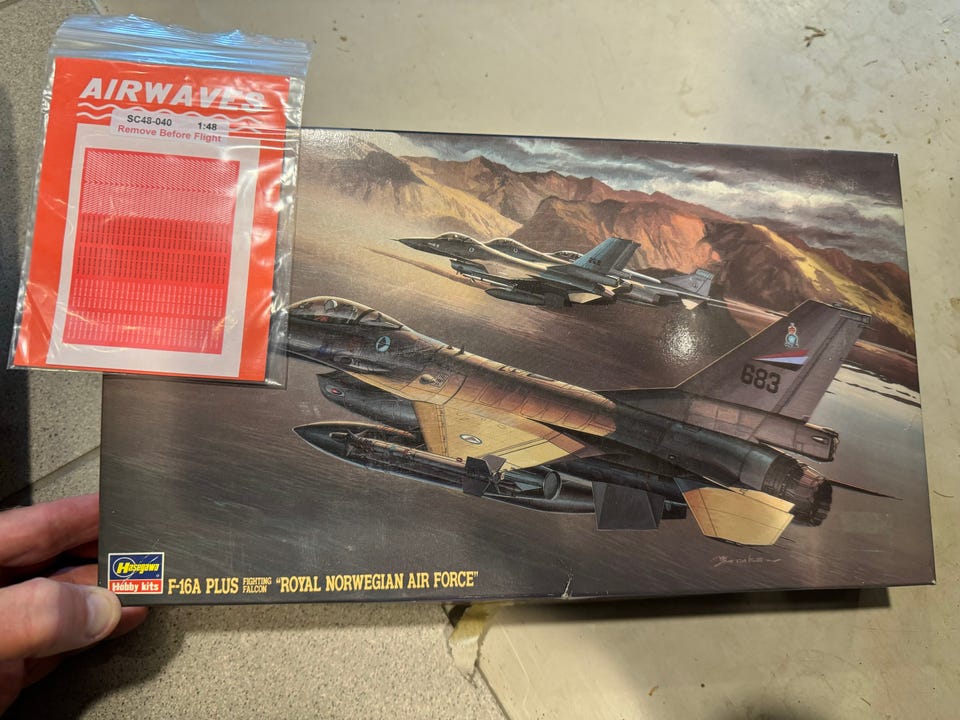 AIRWAVES
SC48-040 1:48
Remove Before Flight
683
Hasegawa
Hobby kits
F-16A PLUS FIGHTING FALCON "ROYAL NORWEGIAN AIR FORCE"